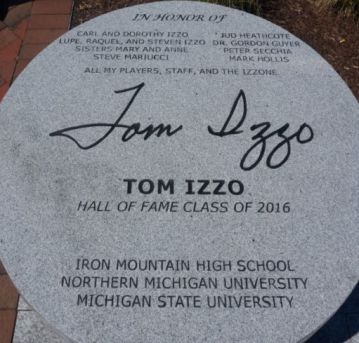 IN HONOR OF
CARL AND DOROTHY IZZO JUD HEATHCOTE
LUPE, RAQUEL, AND STEVEN IZZO DR. GORDON GUYER
SISTERS MARY AND ANNE PETER SECCHIA
STEVE MARIUCCI MARK HOLLIS
ALL MY PLAYERS, STAFF, AND THE IZZONE
Tom Izzo
TOM IZZO
HALL OF FAME CLASS OF 2016
IRON MOUNTAIN HIGH SCHOOL
NORTHERN MICHIGAN UNIVERSITY
MICHIGAN STATE UNIVERSITY